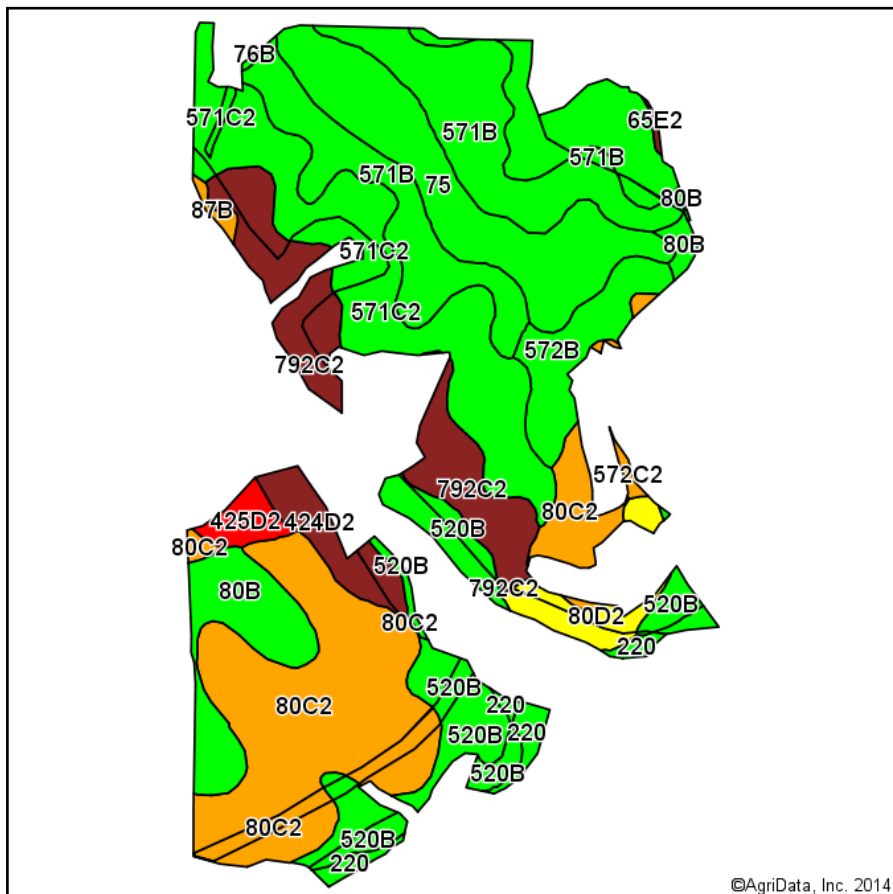 76B
571C2
65E2
571B
571B
571B
75
80B
87B
80B
571C2
571C2
572B
792C2
572C2
792C2
80C2
425D2
424D2
520B
80C2
520B
80B
792C2
80D2
520B
80C2
220
520B
80C2
220
520B
220
520B
80C2
520B
220
©AgriData, Inc. 2014